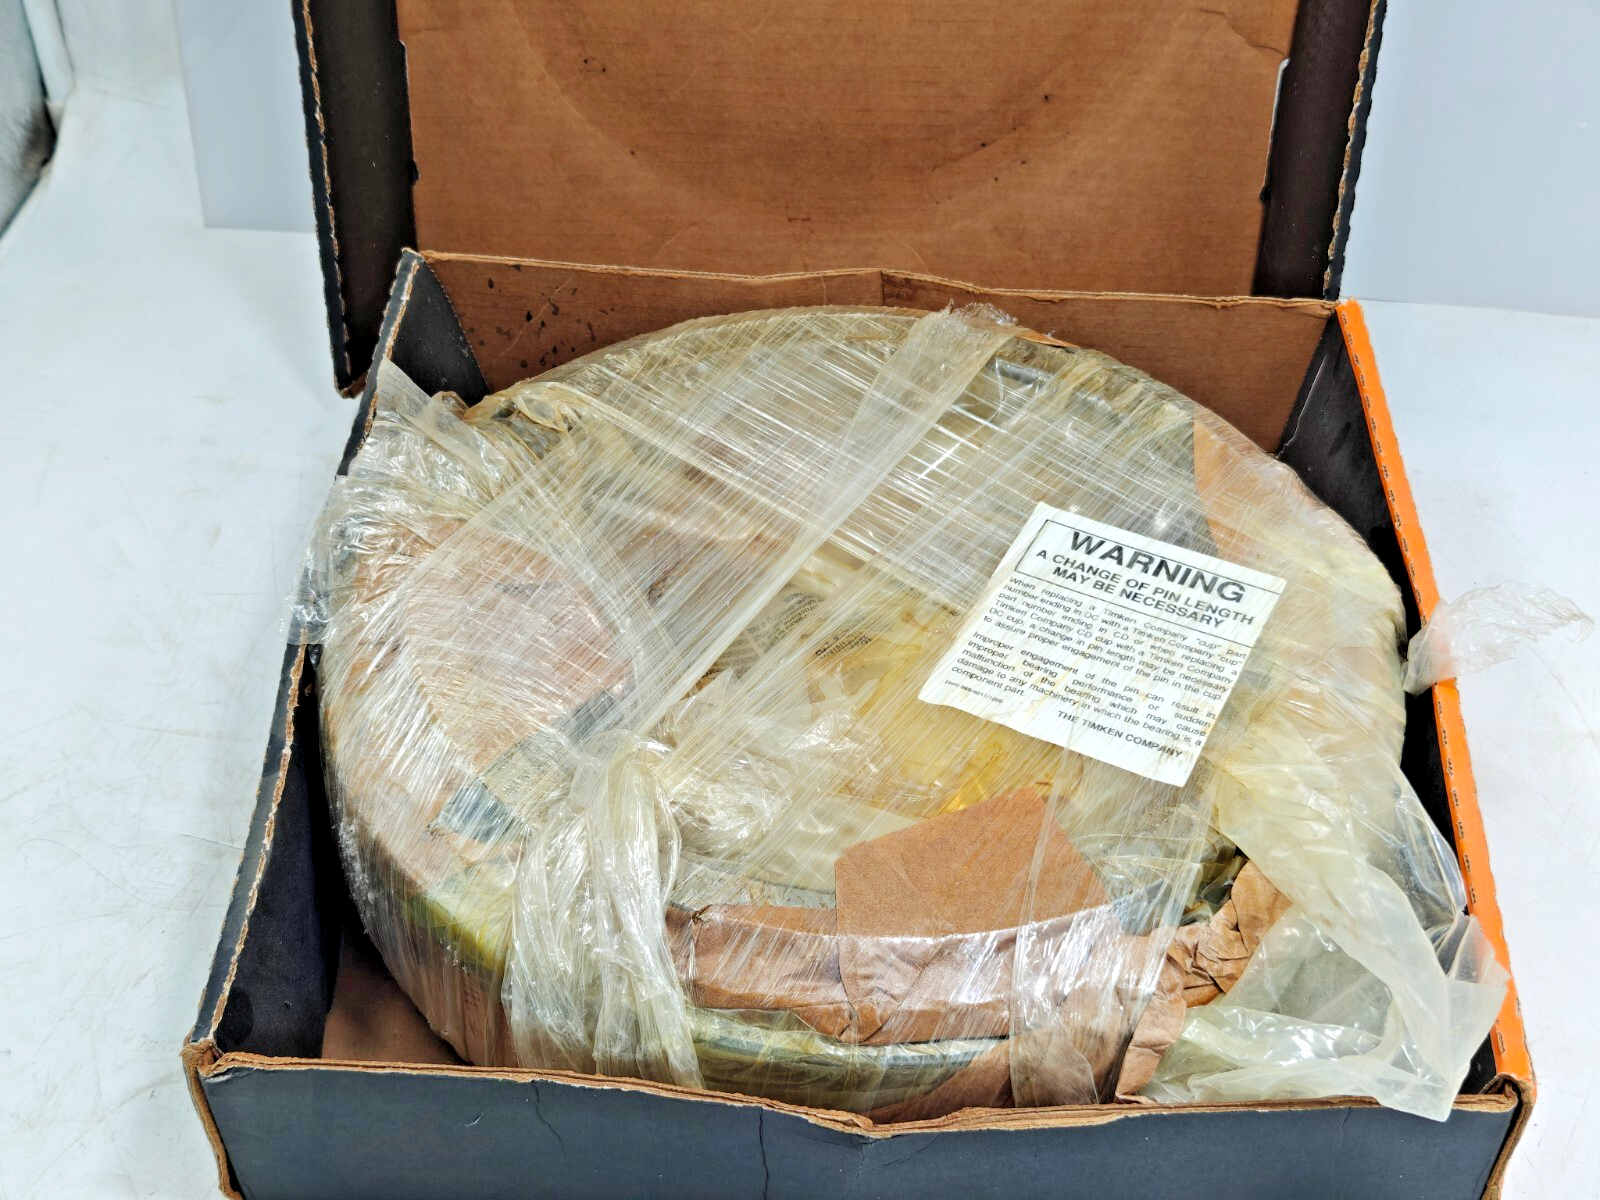 WARNING
A CHANGE OF PIN LENGTH
MAY BE NECESSARY
When replacing a Timken Company "cup" part
number ending in DC with a Timken Company "cup"
part number ending in CD or when replacing a
Timken Company CD cup with a Timken Company
DC cup, a change in pin length may be necessary
to assure proper engagement of the pin in the cup.
Improper engagement of the pin can result in
improper bearing performance or sudden
malfunction of the bearing which may cause
damage to any machinery in which the bearing is a
component part.
THE TIMKEN COMPANY